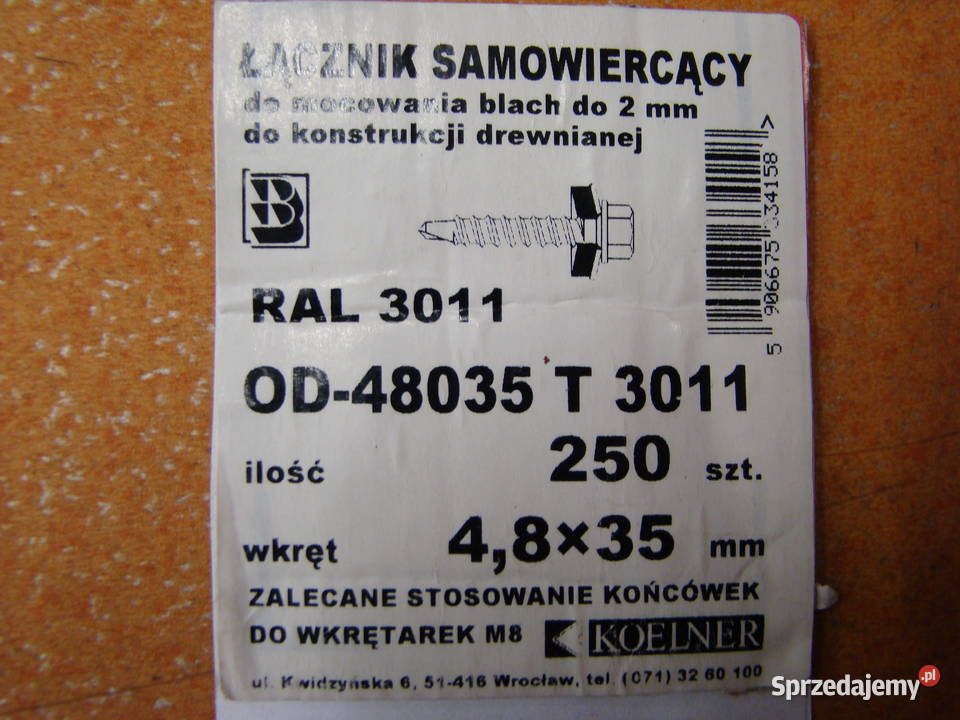 ŁĄCZNIK SAMOWIERCĄCY
do mocowania blach do 2 mm
do konstrukcji drewnianej
RAL 3011
OD-48035 T 3011
ilość 250 szt.
wkręt 4,8×35 mm
ZALECANE STOSOWANIE KOŃCÓWEK
DO WKRĘTAREK M8 KOELNER
ul. Kwidzyńska 6, 51-416 Wrocław, tel. (071) 32 60 100
5 906675 334158 >
Sprzedajemy.pl